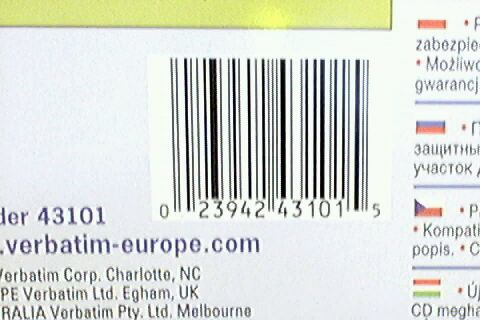 0 23942 43101 5
der 43101
.verbatim-europe.com
Verbatim Corp. Charlotte, NC
PE Verbatim Ltd. Egham, UK
RALIA Verbatim Pty. Ltd. Melbourne
zabezpie
• Możliwo
gwarancj
защитны
участок
• Kompati
popis. • C
• Új
CD megha